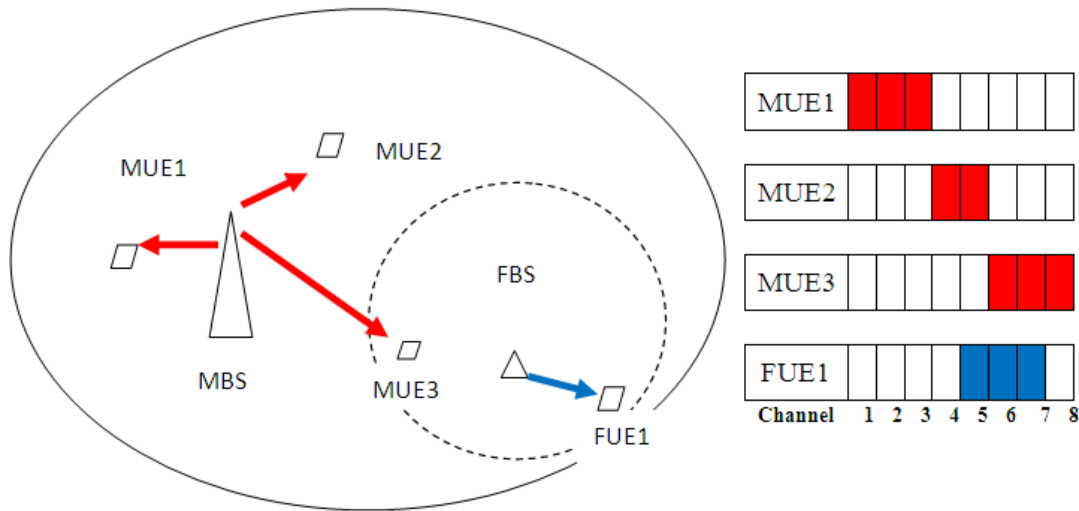 MUE1
MUE2
MBS
FBS
MUE3
FUE1
MUE1
MUE2
MUE3
FUE1
Channel 1 2 3 4 5 6 7 8